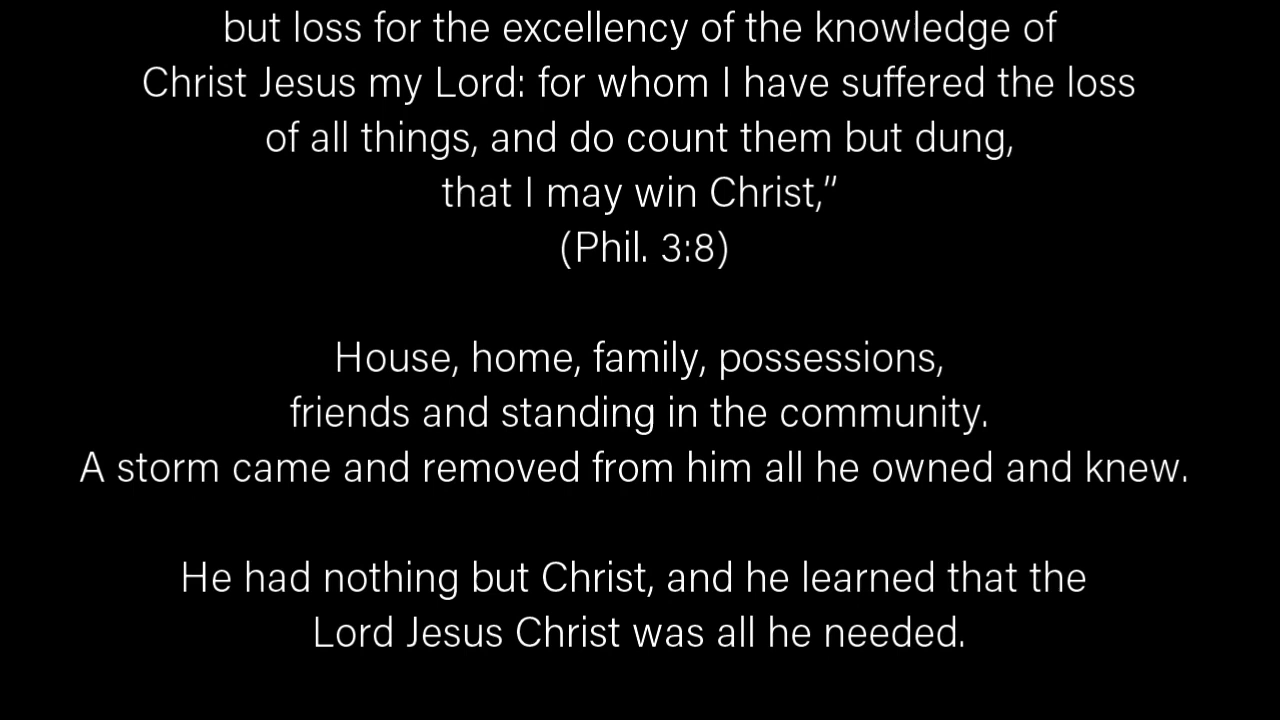 but loss for the excellency of the knowledge of
Christ Jesus my Lord: for whom I have suffered the loss
of all things, and do count them but dung,
that I may win Christ,”
(Phil. 3:8)
House, home, family, possessions,
friends and standing in the community.
A storm came and removed from him all he owned and knew.
He had nothing but Christ, and he learned that the
Lord Jesus Christ was all he needed.